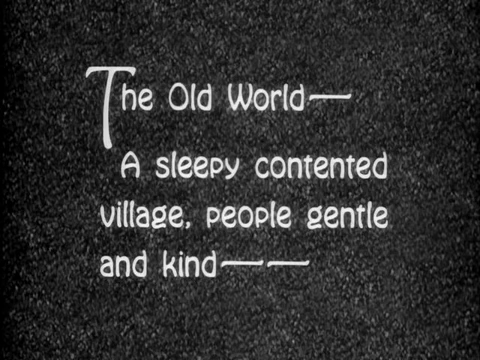 The Old World—
A sleepy contented
village, people gentle
and kind——